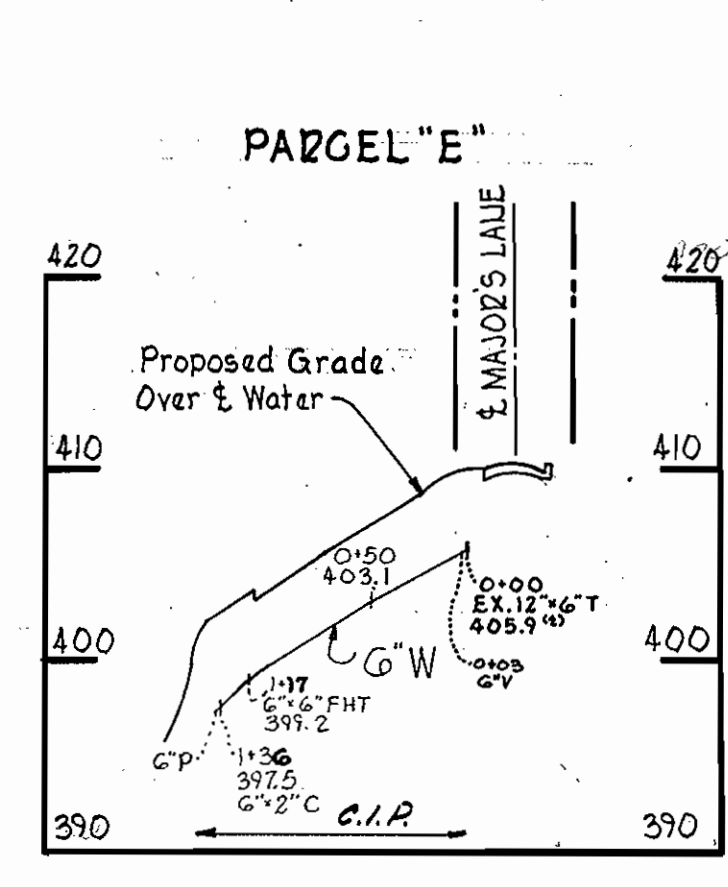 PARCEL "E"
420
420
℄ MAJOR'S LANE
Proposed Grade
Over ℄ Water
410
410
0+50
403.1
0+00
EX. 12"x6"T
405.9 (±)
400
400
6"W
0+03
6"V
1+17
6"x6"FHT
399.2
6"P
1+36
397.5
6"x2"C
C.I.P.
390
390